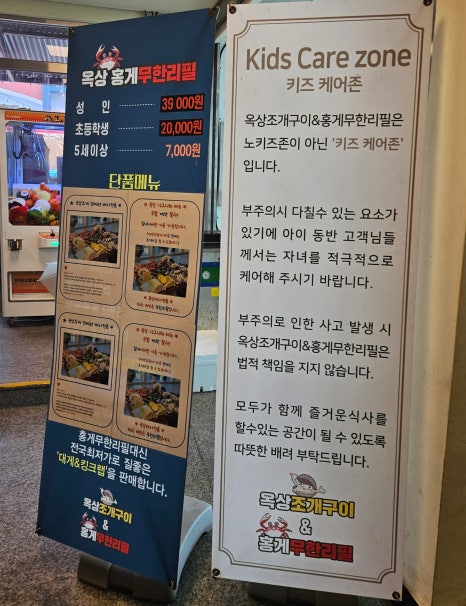 옥상 홍게무한리필
성 인 39,000원
초등학생 20,000원
5세이상 7,000원
단품메뉴
홍게무한리필대신
전국최저가로 질좋은
'대게&킹크랩'을 판매합니다.
옥상조개구이
&
홍게무한리필
Kids Care zone
키즈 케어존
옥상조개구이&홍게무한리필은
노키즈존이 아닌 '키즈 케어존'
입니다.
부주의시 다칠수 있는 요소가
있기에 아이 동반 고객님들
께서는 자녀를 적극적으로
케어해 주시기 바랍니다.
부주의로 인한 사고 발생 시
옥상조개구이&홍게무한리필은
법적 책임을 지지 않습니다.
모두가 함께 즐거운식사를
할수있는 공간이 될 수 있도록
따뜻한 배려 부탁드립니다.
옥상조개구이
&
홍게무한리필